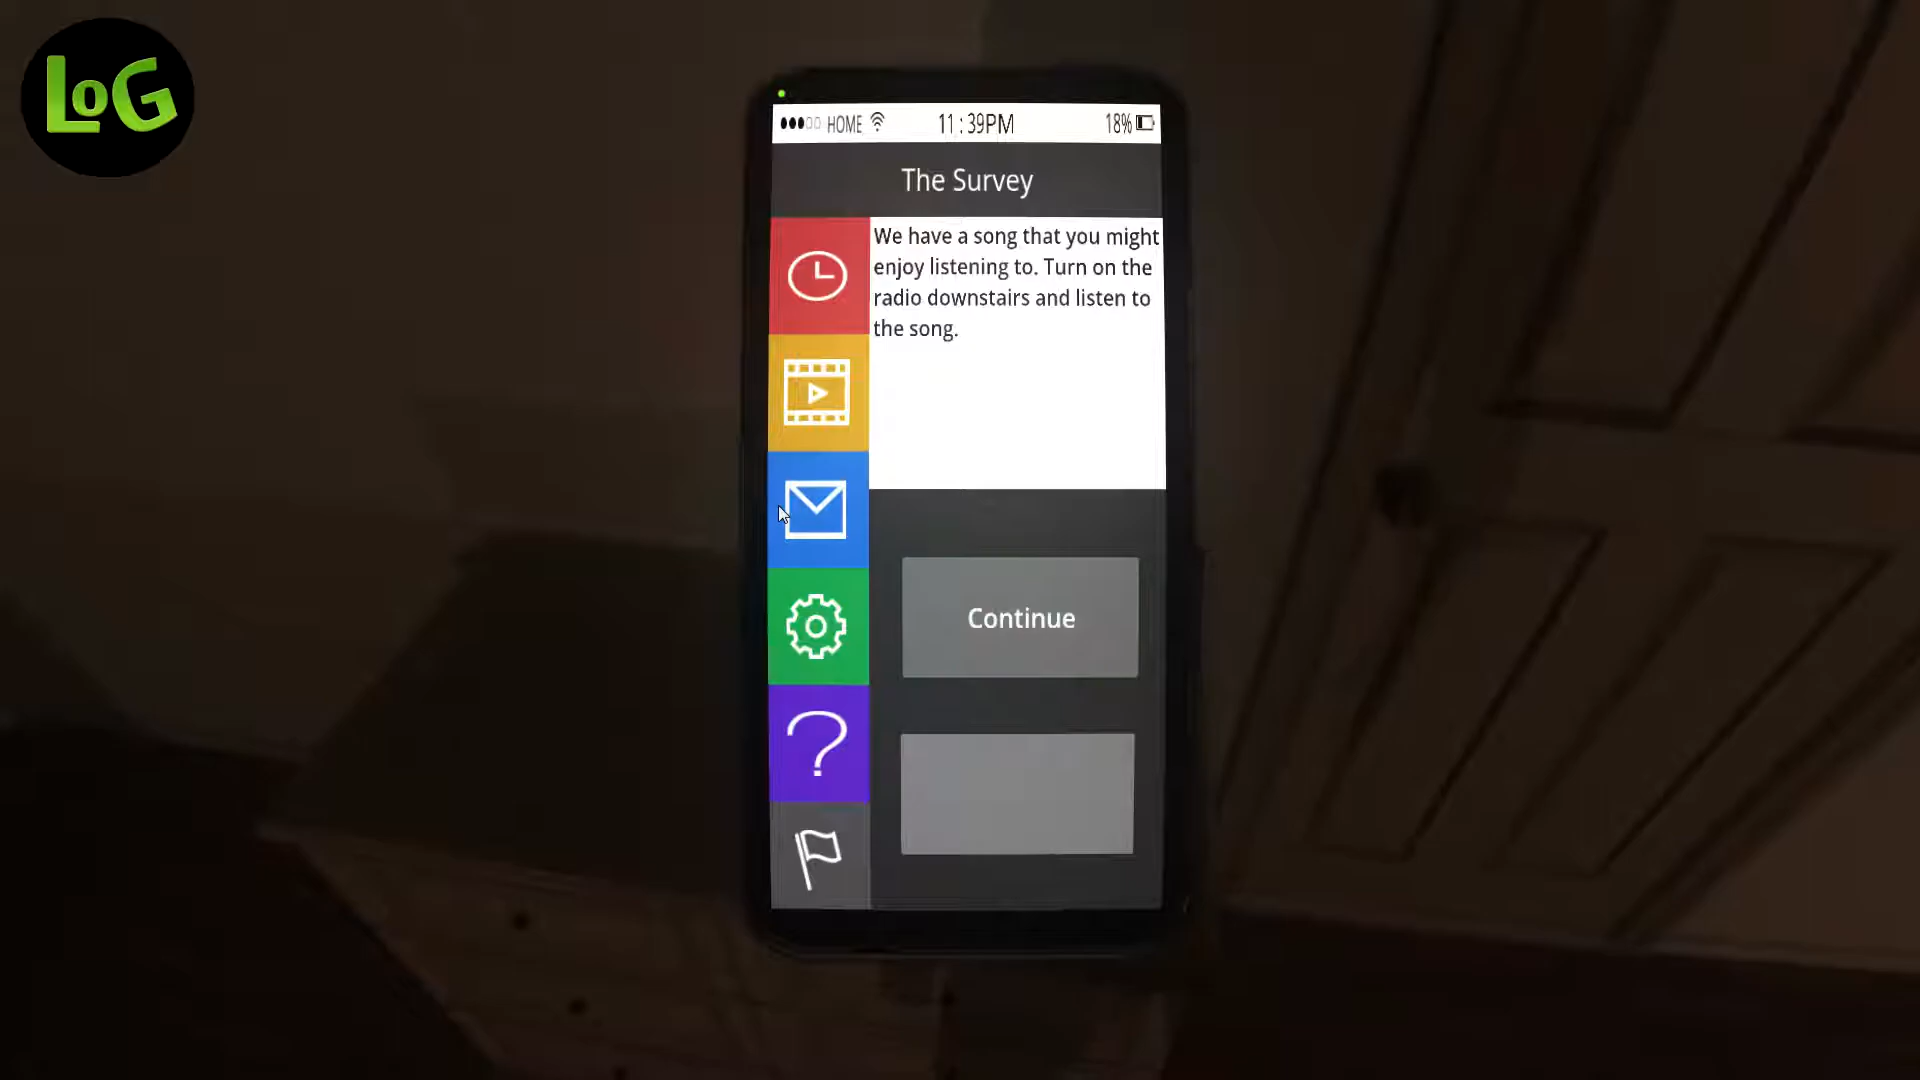 LoG
HOME 11:39PM 18%
The Survey
We have a song that you might
enjoy listening to. Turn on the
radio downstairs and listen to
the song.
Continue